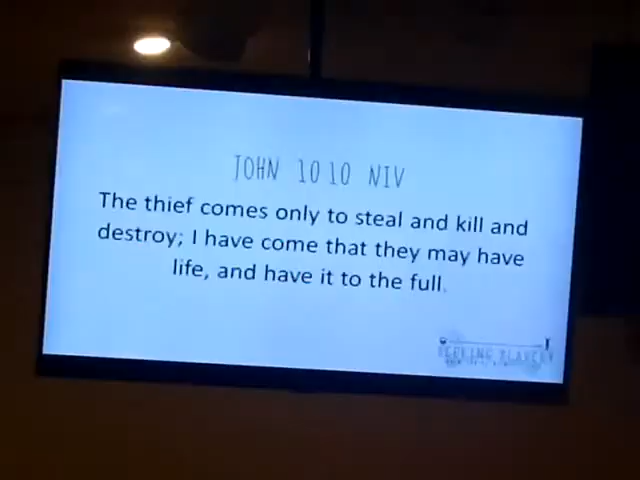 JOHN 10 10 NIV
The thief comes only to steal and kill and
destroy; I have come that they may have
life, and have it to the full.